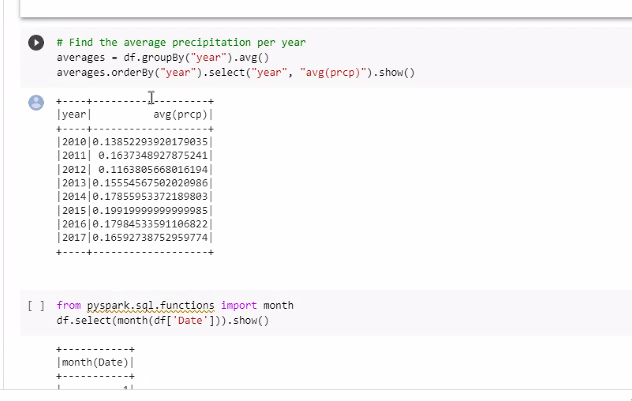 # Find the average precipitation per year
averages = df.groupBy("year").avg()
averages.orderBy("year").select("year", "avg(prcp)").show()
+----+-------------------+
|year|          avg(prcp)|
+----+-------------------+
|2010|0.13852293920179035|
|2011| 0.1637348927875241|
|2012| 0.1163805668016194|
|2013|0.15554567502020986|
|2014|0.17855953372189803|
|2015|0.19919999999999985|
|2016|0.17984533591106822|
|2017|0.16592738752959774|
+----+-------------------+
[ ] from pyspark.sql.functions import month
df.select(month(df['Date'])).show()
+-----------+
|month(Date)|
+-----------+